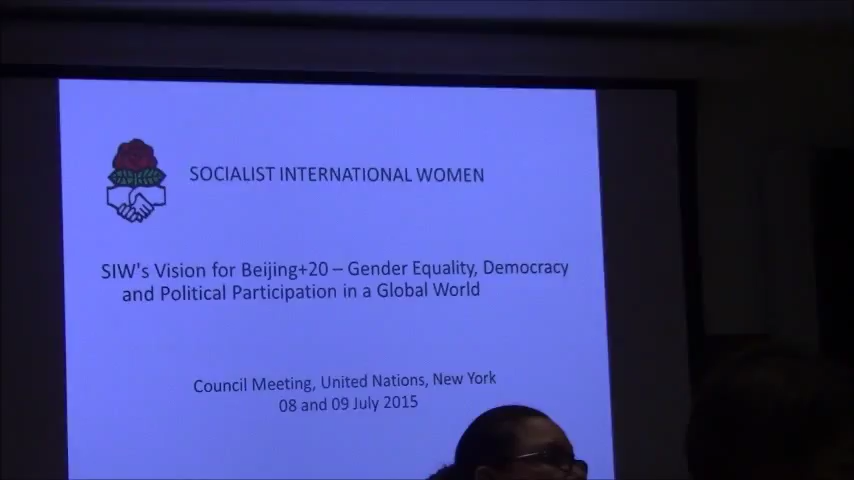 SOCIALIST INTERNATIONAL WOMEN
SIW's Vision for Beijing+20 – Gender Equality, Democracy
and Political Participation in a Global World
Council Meeting, United Nations, New York
08 and 09 July 2015